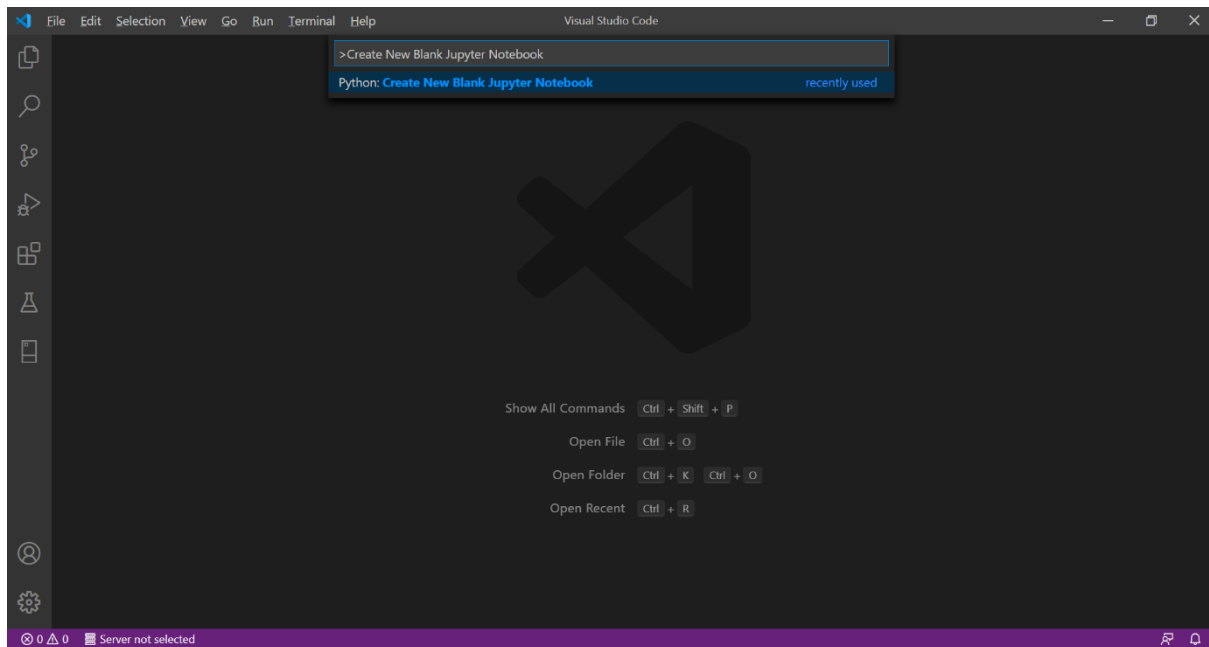 File Edit Selection View Go Run Terminal Help Visual Studio Code
>Create New Blank Jupyter Notebook
Python: Create New Blank Jupyter Notebook recently used
Show All Commands Ctrl + Shift + P
Open File Ctrl + O
Open Folder Ctrl + K Ctrl + O
Open Recent Ctrl + R
0 0 Server not selected